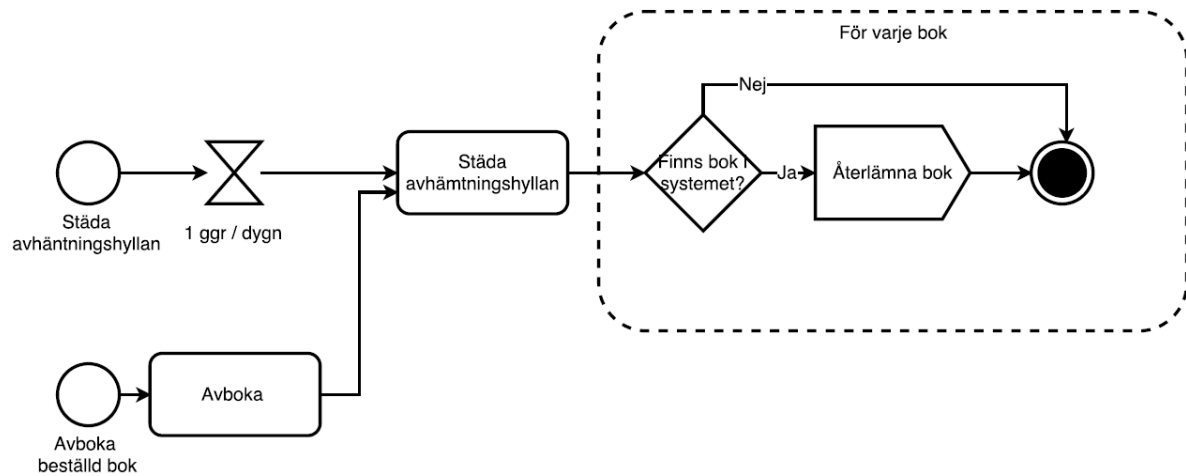 För varje bok
Nej
Finns bok I
systemet?
Ja
Återlämna bok
Städa
avhämtningshyllan
Städa
avhäntningshyllan
1 ggr / dygn
Avboka
Avboka
beställd bok